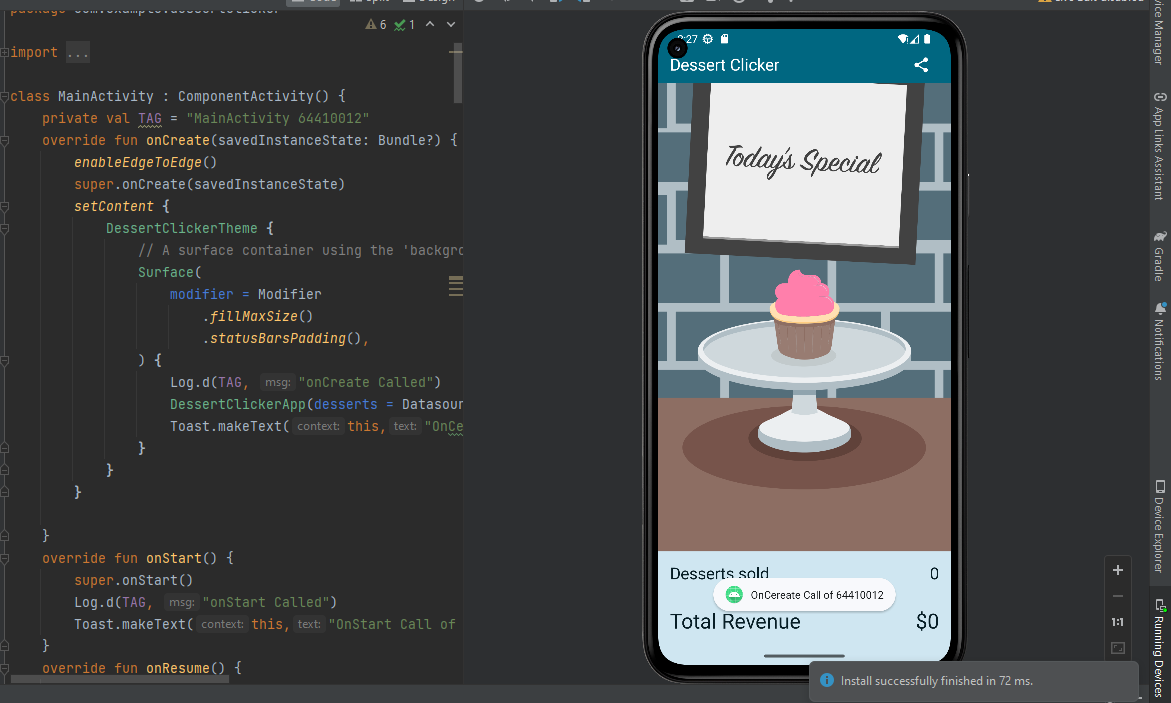 package com.example.dessertclicker
Code Split Design
6 1
import ...
class MainActivity : ComponentActivity() {
private val TAG = "MainActivity 64410012"
override fun onCreate(savedInstanceState: Bundle?) {
enableEdgeToEdge()
super.onCreate(savedInstanceState)
setContent {
DessertClickerTheme {
// A surface container using the 'backgr
Surface(
modifier = Modifier
.fillMaxSize()
.statusBarsPadding(),
) {
Log.d(TAG, msg: "onCreate Called")
DessertClickerApp(desserts = Datasour
Toast.makeText( context: this, text: "OnCe
}
}
}
}
override fun onStart() {
super.onStart()
Log.d(TAG, msg: "onStart Called")
Toast.makeText( context: this, text: "OnStart Call of
}
override fun onResume() {
:27
Dessert Clicker
Today's Special
Desserts sold 0
OnCereate Call of 64410012
Total Revenue $0
1:1
Install successfully finished in 72 ms.
Device Manager
App Links Assistant
Gradle
Notifications
Device Explorer
Running Devices